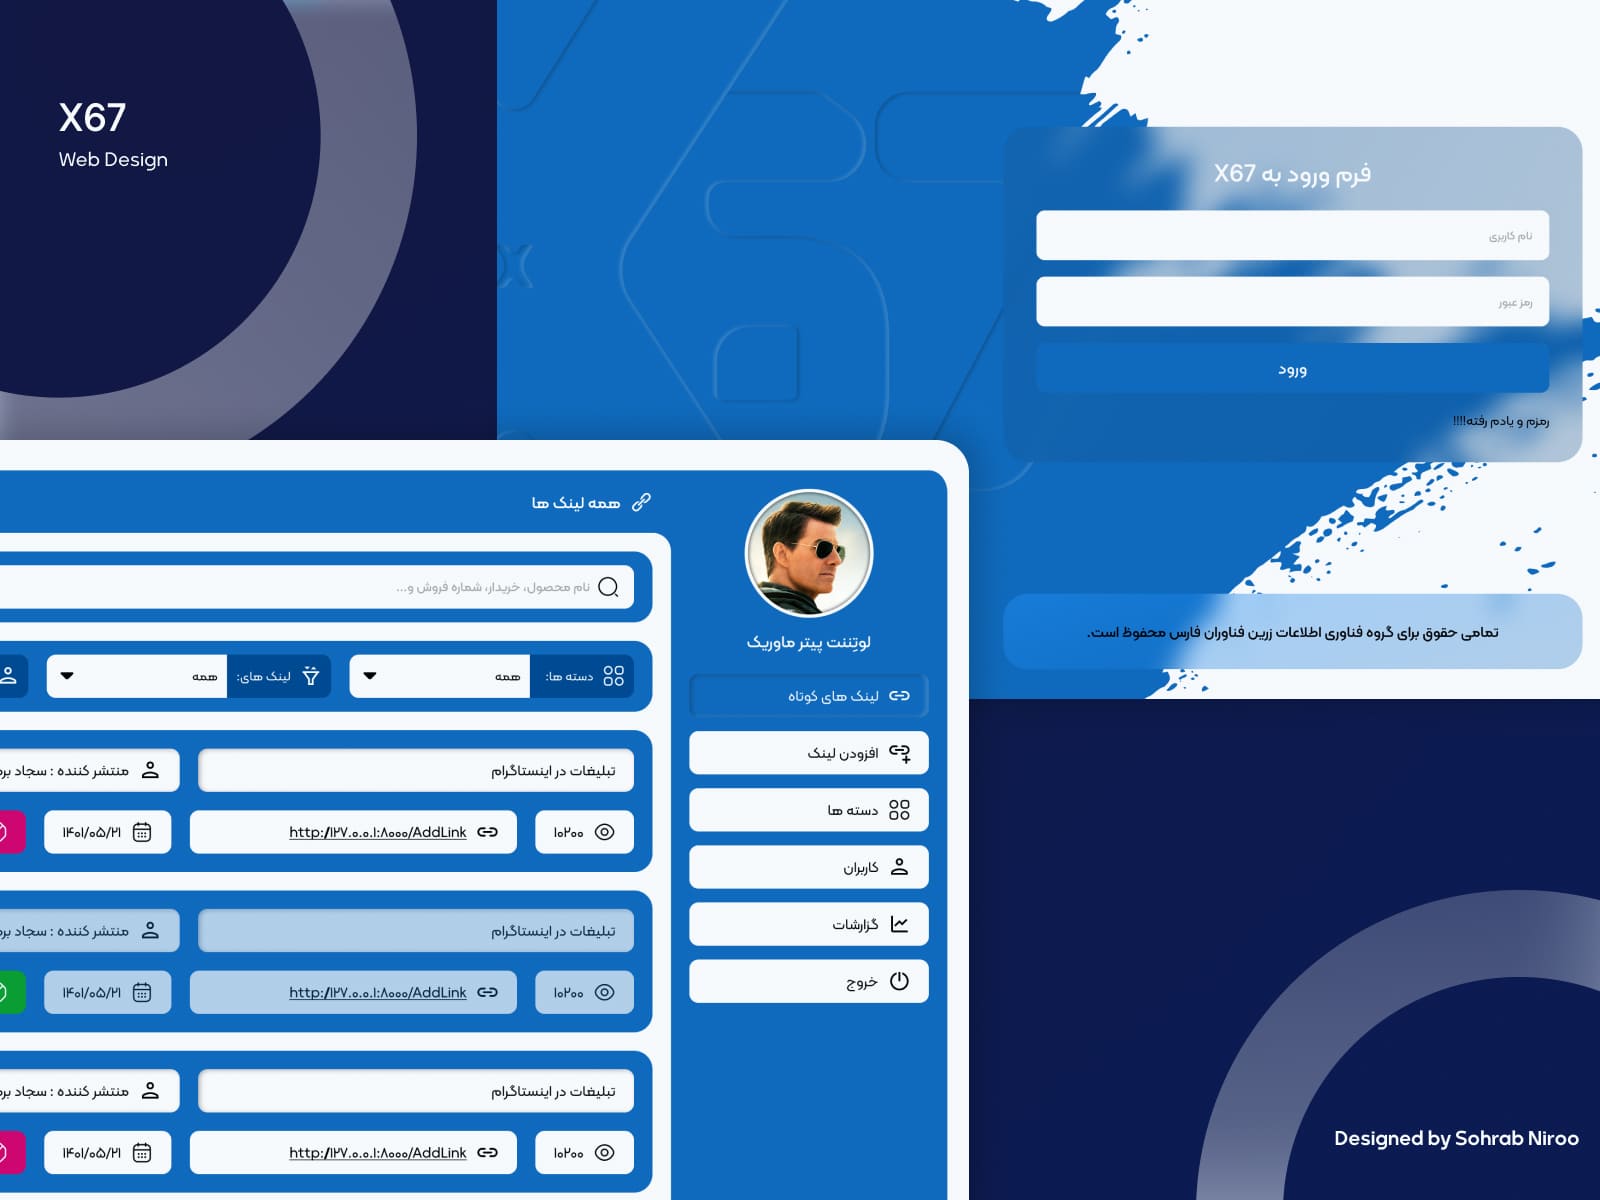 X67
Web Design
فرم ورود به X67
نام کاربری
رمز عبور
ورود
رمزم و یادم رفته!!!!
تمامی حقوق برای گروه فناوری اطلاعات زرین فناوران فارس محفوظ است.
لوتِننت پیتر ماوریک
لینک های کوتاه
افزودن لینک
دسته ها
کاربران
گزارشات
خروج
همه لینک ها
نام محصول، خریدار، شماره فروش و...
دسته ها: همه لینک های: همه
تبلیغات در اینستاگرام منتشر کننده : سجاد
۱۰۲۰۰ http://۱۲۷.۰.۰.۱:۸۰۰۰/AddLink ۱۴۰۱/۰۵/۲۱
تبلیغات در اینستاگرام منتشر کننده : سجاد
۱۰۲۰۰ http://۱۲۷.۰.۰.۱:۸۰۰۰/AddLink ۱۴۰۱/۰۵/۲۱
تبلیغات در اینستاگرام منتشر کننده : سجاد
۱۰۲۰۰ http://۱۲۷.۰.۰.۱:۸۰۰۰/AddLink ۱۴۰۱/۰۵/۲۱
Designed by Sohrab Niroo